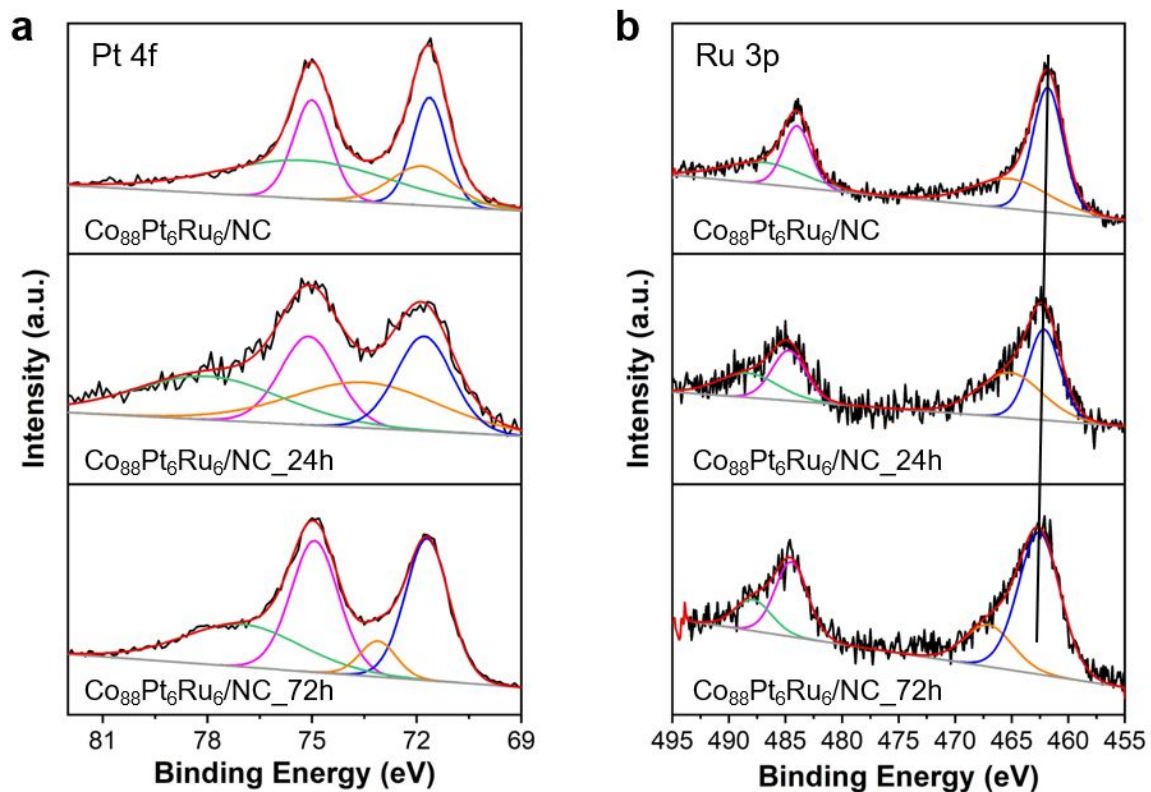 a
Pt 4f
Co₈₈Pt₆Ru₆/NC
Co₈₈Pt₆Ru₆/NC_24h
Co₈₈Pt₆Ru₆/NC_72h
Intensity (a.u.)
81 78 75 72 69
Binding Energy (eV)
b
Ru 3p
Co₈₈Pt₆Ru₆/NC
Co₈₈Pt₆Ru₆/NC_24h
Co₈₈Pt₆Ru₆/NC_72h
Intensity (a.u.)
495 490 485 480 475 470 465 460 455
Binding Energy (eV)